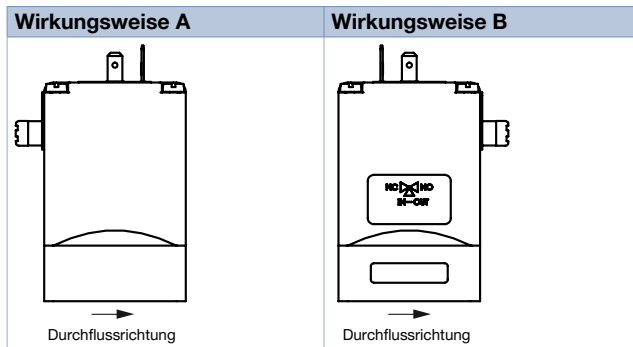 Wirkungsweise A
Wirkungsweise B
NC NO
IN—OUT
Durchflussrichtung
Durchflussrichtung